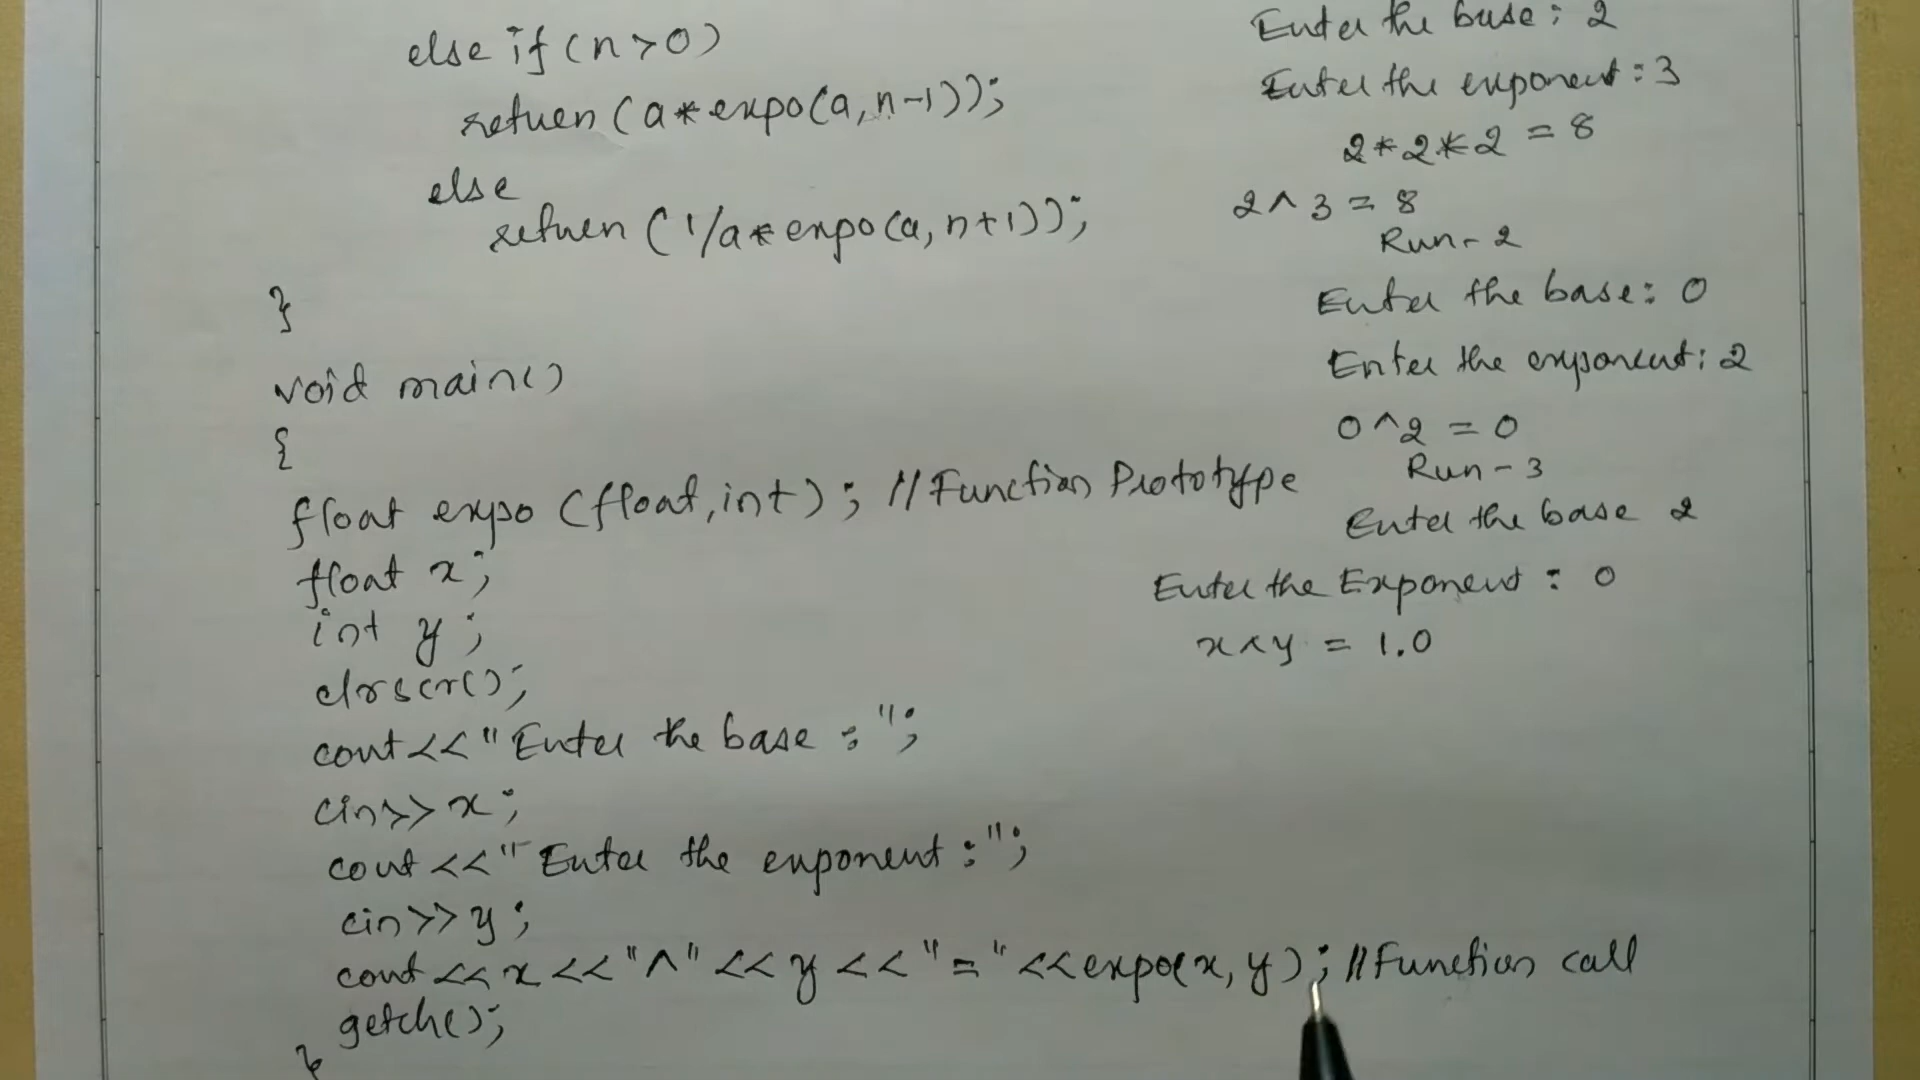 else if (n>0)
return (a*expo(a,n-1));
else
return (1/a*expo(a, n+1));
}
void main()
{
float expo (float,int); //Function Prototype
float x;
int y;
clrscr();
cout<<"Enter the base : ";
cin>>x;
cout<<"Enter the exponent :";
cin>>y;
cout<<x<<"^"<<y<<"="<<expo(x,y); //Function call
getch();
}
Enter the base : 2
Enter the exponent : 3
2*2*2 = 8
2^3 = 8
Run-2
Enter the base: 0
Enter the exponent: 2
0^2 = 0
Run-3
Enter the base 2
Enter the Exponent : 0
x^y = 1.0